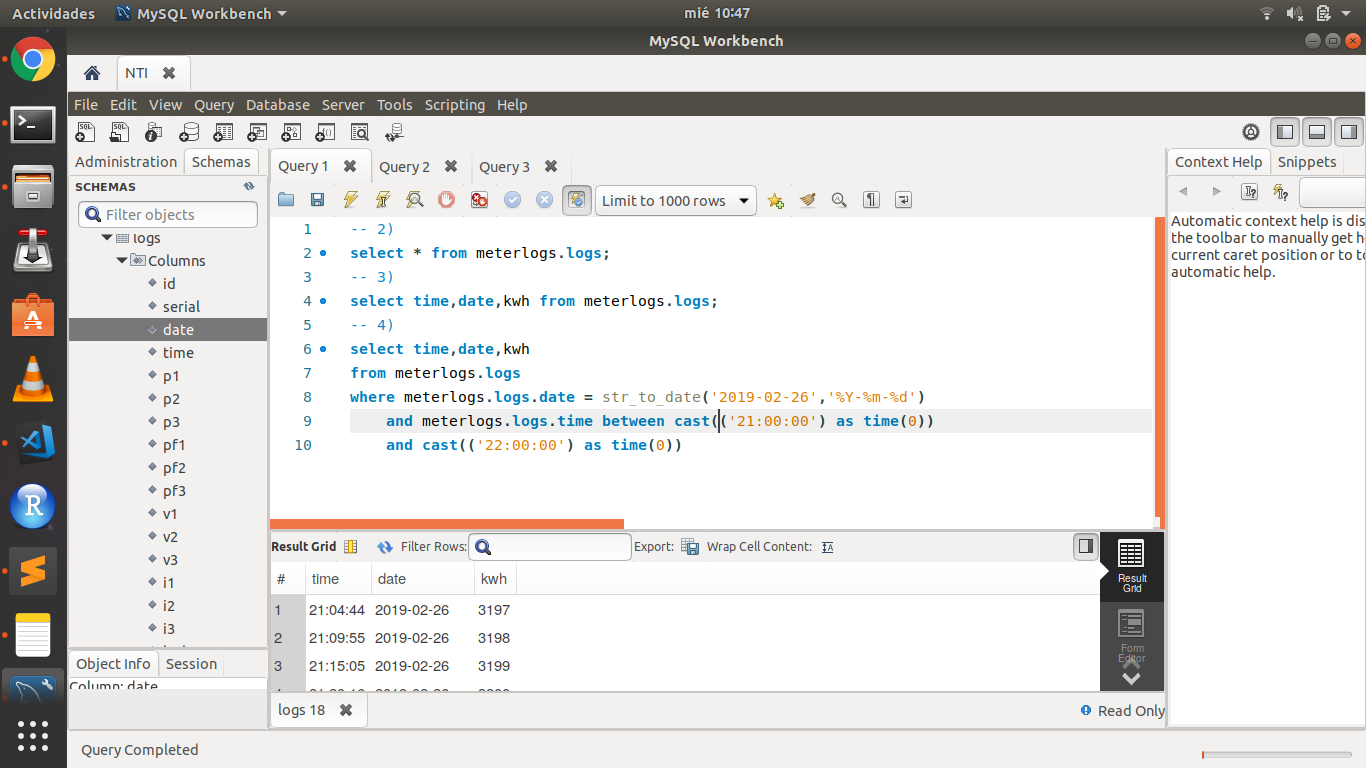 Actividades MySQL Workbench mié 10:47
MySQL Workbench
NTI
File Edit View Query Database Server Tools Scripting Help
Administration Schemas
SCHEMAS
Filter objects
logs
Columns
id
serial
date
time
p1
p2
p3
pf1
pf2
pf3
v1
v2
v3
i1
i2
i3
Object Info Session
Column: date
Query 1 Query 2 Query 3
Limit to 1000 rows
1 -- 2)
2 select * from meterlogs.logs;
3 -- 3)
4 select time,date,kwh from meterlogs.logs;
5 -- 4)
6 select time,date,kwh
7 from meterlogs.logs
8 where meterlogs.logs.date = str_to_date('2019-02-26','%Y-%m-%d')
9 and meterlogs.logs.time between cast(('21:00:00') as time(0))
10 and cast(('22:00:00') as time(0))
Result Grid Filter Rows: Export: Wrap Cell Content:
# time date kwh
1 21:04:44 2019-02-26 3197
2 21:09:55 2019-02-26 3198
3 21:15:05 2019-02-26 3199
Result
Grid
Form
Editor
logs 18 Read Only
Context Help Snippets
Automatic context help is dis
the toolbar to manually get h
current caret position or to to
automatic help.
Query Completed